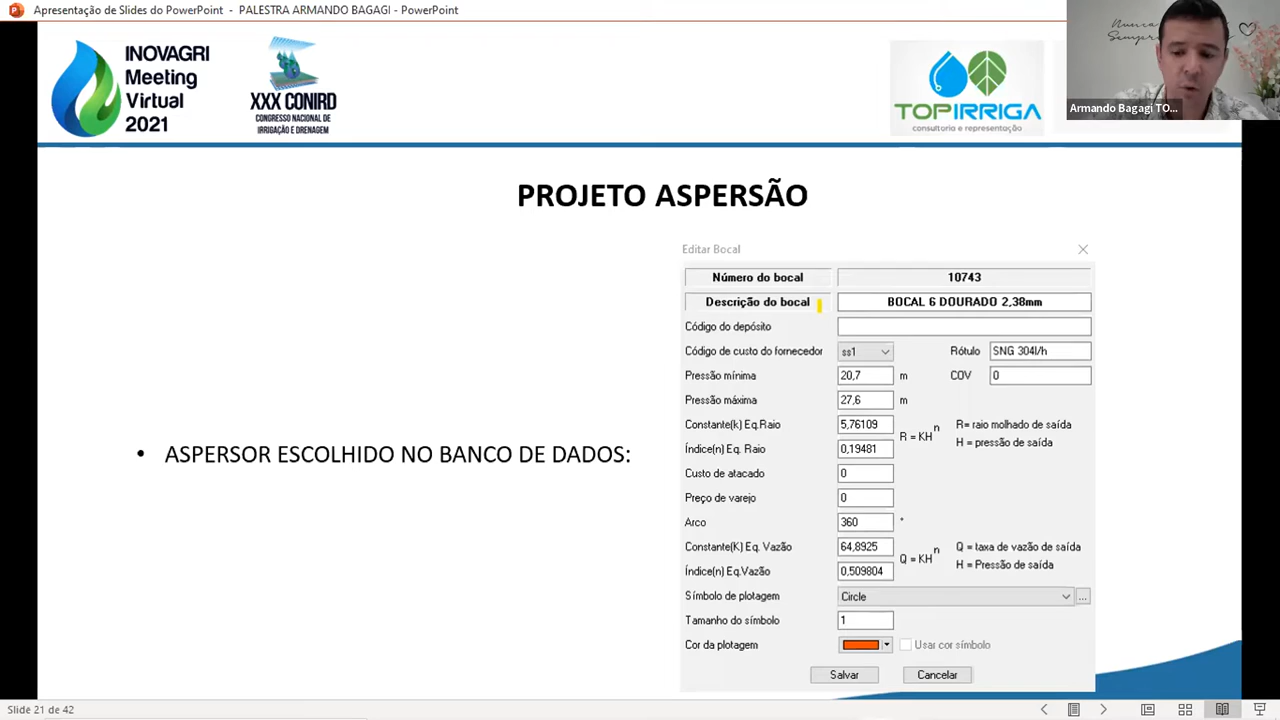 Apresentação de Slides do PowerPoint - PALESTRA ARMANDO BAGAGI - PowerPoint
INOVAGRI
Meeting
Virtual
2021
XXX CONIRD
CONGRESSO NACIONAL DE
IRRIGAÇÃO E DRENAGEM
TOPIRRIGA
consultoria e representação
Nunca
Sempre
Armando Bagagi TO...
PROJETO ASPERSÃO
• ASPERSOR ESCOLHIDO NO BANCO DE DADOS:
Editar Bocal
Número do bocal 10743
Descrição do bocal BOCAL 6 DOURADO 2,38mm
Código do depósito
Código de custo do fornecedor ss1 Rótulo SNG 304l/h
Pressão mínima 20,7 m COV 0
Pressão máxima 27,6 m
Constante(k) Eq.Raio 5,76109 R = KH^n R= raio molhado de saída
H = pressão de saída
Índice(n) Eq. Raio 0,19481
Custo de atacado 0
Preço de varejo 0
Arco 360 °
Constante(K) Eq. Vazão 64,8925 Q = KH^n Q = taxa de vazão de saída
H = Pressão de saída
Índice(n) Eq.Vazão 0,509804
Símbolo de plotagem Circle ...
Tamanho do símbolo 1
Cor da plotagem Usar cor símbolo
Salvar Cancelar
Slide 21 de 42